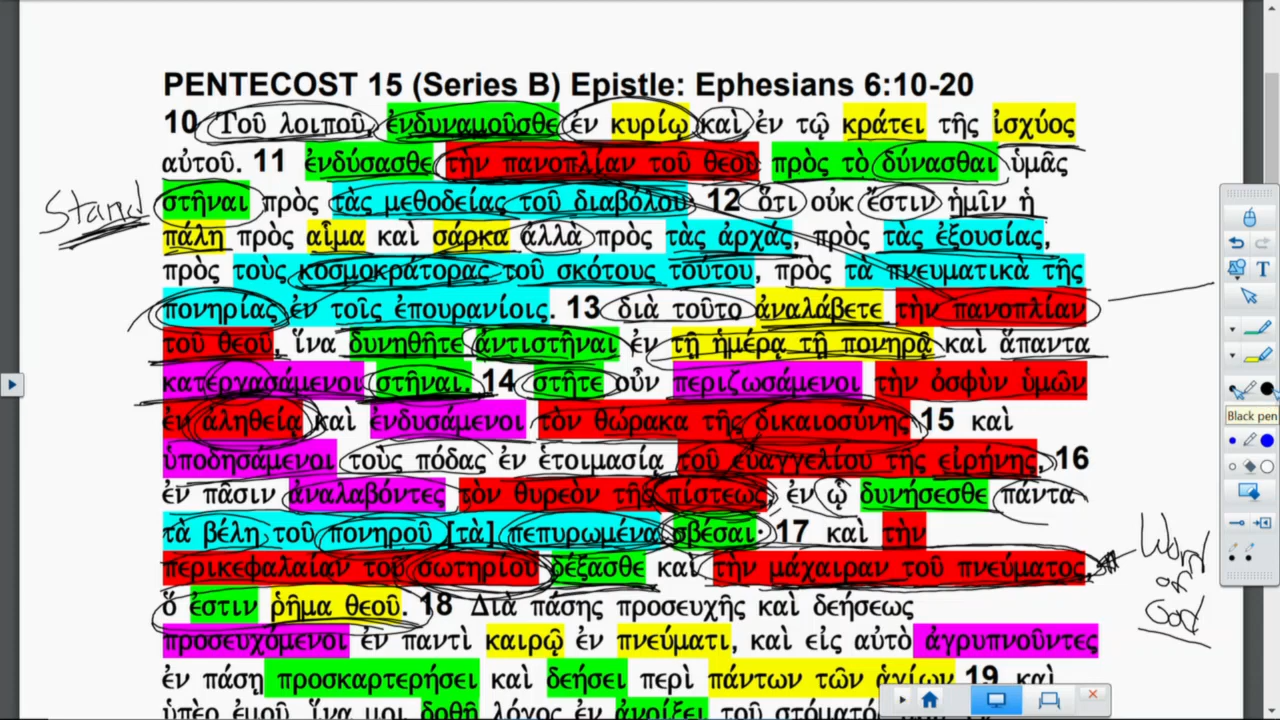 PENTECOST 15 (Series B) Epistle: Ephesians 6:10-20
10 Τοῦ λοιποῦ, ἐνδυναμοῦσθε ἐν κυρίῳ καὶ ἐν τῷ κράτει τῆς ἰσχύος
αὐτοῦ. 11 ἐνδύσασθε τὴν πανοπλίαν τοῦ θεοῦ πρὸς τὸ δύνασθαι ὑμᾶς
Stand
στῆναι πρὸς τὰς μεθοδείας τοῦ διαβόλου· 12 ὅτι οὐκ ἔστιν ἡμῖν ἡ
πάλη πρὸς αἷμα καὶ σάρκα ἀλλὰ πρὸς τὰς ἀρχάς, πρὸς τὰς ἐξουσίας,
πρὸς τοὺς κοσμοκράτορας τοῦ σκότους τούτου, πρὸς τὰ πνευματικὰ τῆς
πονηρίας ἐν τοῖς ἐπουρανίοις. 13 διὰ τοῦτο ἀναλάβετε τὴν πανοπλίαν
τοῦ θεοῦ, ἵνα δυνηθῆτε ἀντιστῆναι ἐν τῇ ἡμέρᾳ τῇ πονηρᾷ καὶ ἅπαντα
κατεργασάμενοι στῆναι. 14 στῆτε οὖν περιζωσάμενοι τὴν ὀσφὺν ὑμῶν
ἐν ἀληθείᾳ καὶ ἐνδυσάμενοι τὸν θώρακα τῆς δικαιοσύνης 15 καὶ
Black pen
ὑποδησάμενοι τοὺς πόδας ἐν ἑτοιμασίᾳ τοῦ εὐαγγελίου τῆς εἰρήνης, 16
ἐν πᾶσιν ἀναλαβόντες τὸν θυρεὸν τῆς πίστεως, ἐν ᾧ δυνήσεσθε πάντα
τὰ βέλη τοῦ πονηροῦ [τὰ] πεπυρωμένα σβέσαι· 17 καὶ τὴν
περικεφαλαίαν τοῦ σωτηρίου δέξασθε καὶ τὴν μάχαιραν τοῦ πνεύματος,
Word
of
God
ὅ ἐστιν ῥῆμα θεοῦ. 18 Διὰ πάσης προσευχῆς καὶ δεήσεως
προσευχόμενοι ἐν παντὶ καιρῷ ἐν πνεύματι, καὶ εἰς αὐτὸ ἀγρυπνοῦντες
ἐν πάσῃ προσκαρτερήσει καὶ δεήσει περὶ πάντων τῶν ἁγίων 19 καὶ
ὑπὲρ ἐμοῦ, ἵνα μοι δοθῇ λόγος ἐν ἀνοίξει τοῦ στόματός